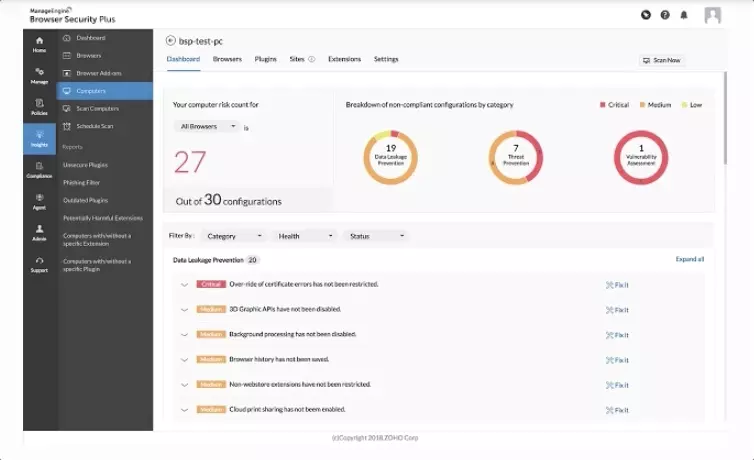 ManageEngine
Browser Security Plus
Home
Manage
Policies
Insights
Compliance
Agent
Admin
Support
Dashboard
Browsers
Browser Add-ons
Computers
Scan Computers
Schedule Scan
Reports
Unsecure Plugins
Phishing Filter
Outdated Plugins
Potentially Harmful Extensions
Computers with/without a
specific Extension
Computers with/without a
specific Plugin
bsp-test-pc
Dashboard Browsers Plugins Sites Extensions Settings
Scan Now
Your computer risk count for
All Browsers is
27
Out of 30 configurations
Breakdown of non-compliant configurations by category
Critical Medium Low
19
Data Leakage
Prevention
7
Threat
Prevention
1
Vulnerability
Assessment
Filter By : Category Health Status
Data Leakage Prevention 20 Expand all
Critical Over-ride of certificate errors has not been restricted. Fix it
Medium 3D Graphic APIs have not been disabled. Fix it
Medium Background processing has not been disabled. Fix it
Medium Browser history has not been saved. Fix it
Medium Non-webstore extensions have not been restricted. Fix it
Medium Cloud print sharing has not been enabled. Fix it
(c)Copyright 2018,ZOHO Corp